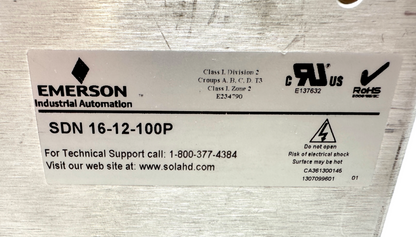 EMERSON
Industrial Automation
Class I, Division 2
Groups A, B, C, D, T3
Class I, Zone 2
E234790
C RU US
E137632
RoHS
SDN 16-12-100P
For Technical Support call: 1-800-377-4384
Visit our web site at: www.solahd.com
Do not open
Risk of electrical shock
Surface may be hot
CA361300146
1307099601 01